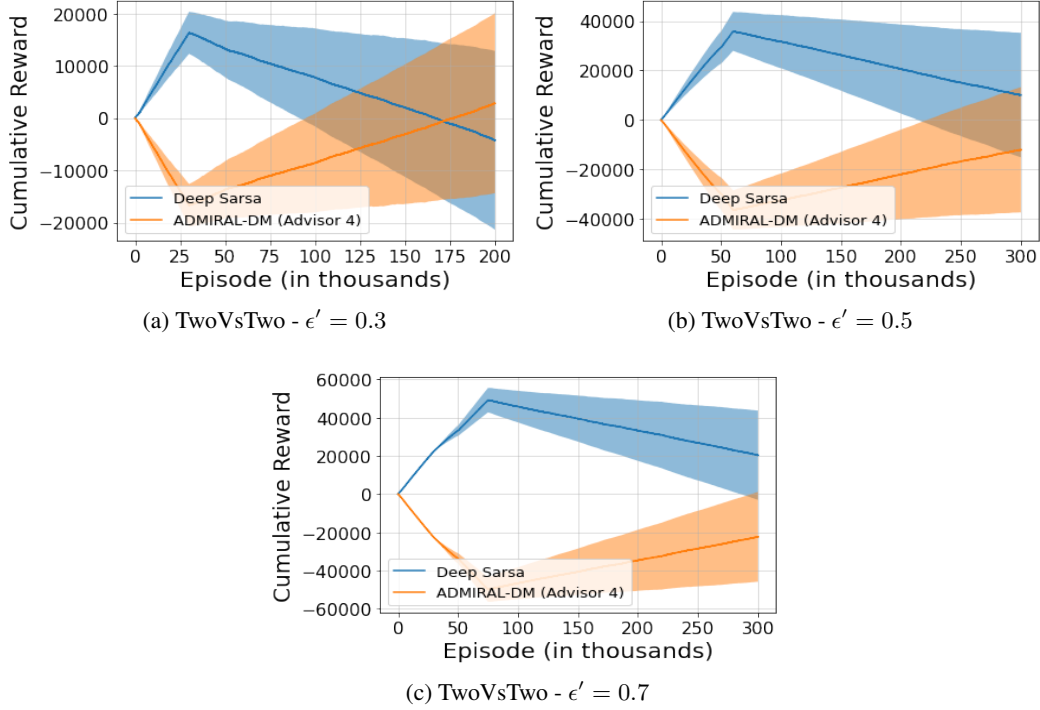 20000
10000
0
−10000
−20000
Cumulative Reward
Deep Sarsa
ADMIRAL-DM (Advisor 4)
0 25 50 75 100 125 150 175 200
Episode (in thousands)
(a) TwoVsTwo - ϵ′ = 0.3
40000
20000
0
−20000
−40000
Cumulative Reward
Deep Sarsa
ADMIRAL-DM (Advisor 4)
0 50 100 150 200 250 300
Episode (in thousands)
(b) TwoVsTwo - ϵ′ = 0.5
60000
40000
20000
0
−20000
−40000
−60000
Cumulative Reward
Deep Sarsa
ADMIRAL-DM (Advisor 4)
0 50 100 150 200 250 300
Episode (in thousands)
(c) TwoVsTwo - ϵ′ = 0.7